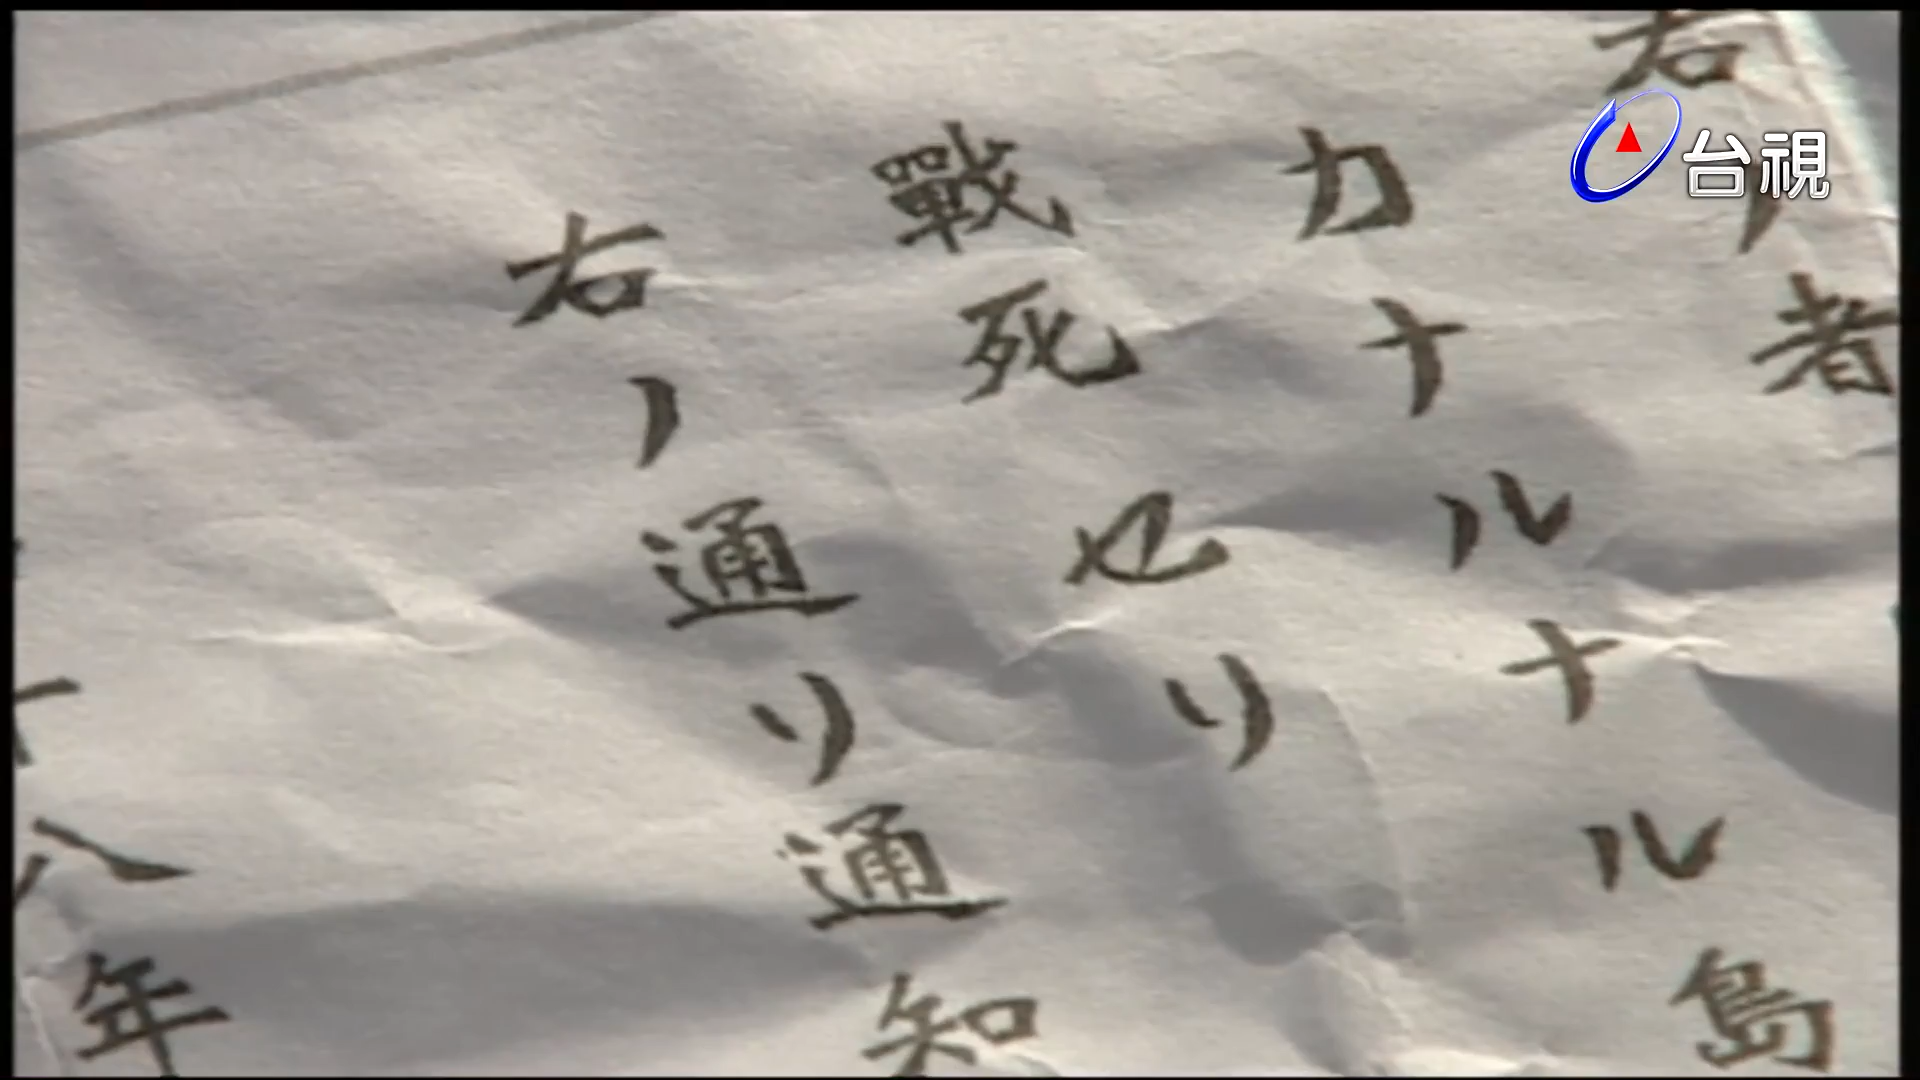 右ノ者
カナルナル島
戰死セリ
右ノ通リ通知
十八年
台視